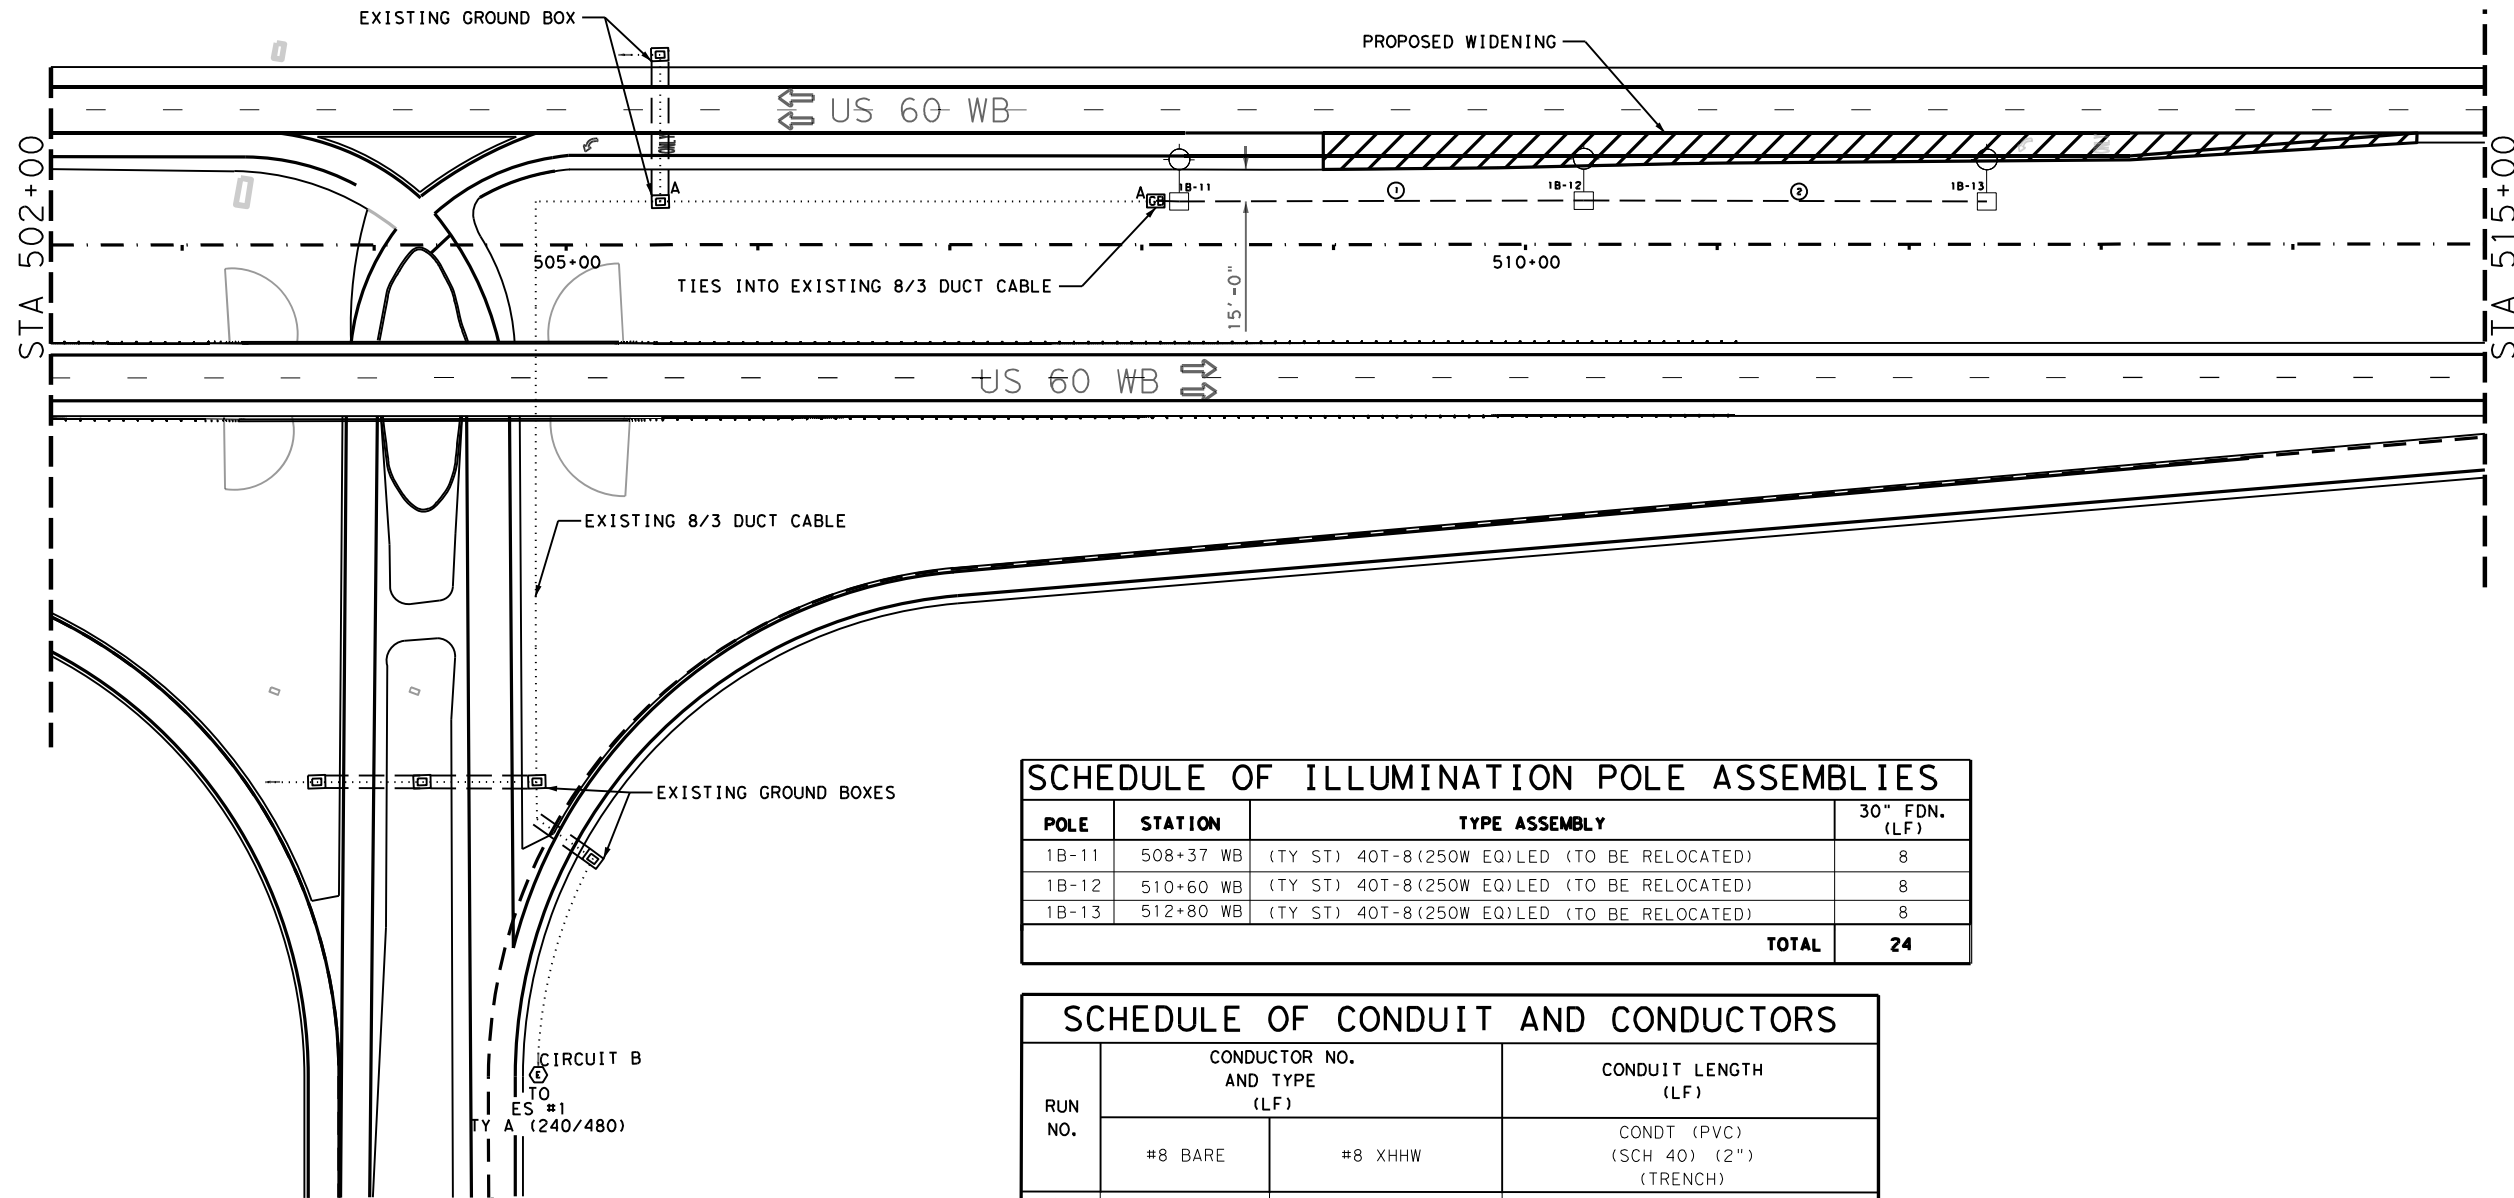 EXISTING GROUND BOX
PROPOSED WIDENING
US 60 WB
ONLY
STA 502+00
STA 515+00
A
A
GB
1B-11
1
1B-12
2
1B-13
505+00
510+00
TIES INTO EXISTING 8/3 DUCT CABLE
15'-0"
US 60 WB
EXISTING 8/3 DUCT CABLE
EXISTING GROUND BOXES
CIRCUIT B
E
TO
ES #1
TY A (240/480)
SCHEDULE OF ILLUMINATION POLE ASSEMBLIES
POLE STATION TYPE ASSEMBLY 30" FDN. (LF)
1B-11 508+37 WB (TY ST) 40T-8(250W EQ)LED (TO BE RELOCATED) 8
1B-12 510+60 WB (TY ST) 40T-8(250W EQ)LED (TO BE RELOCATED) 8
1B-13 512+80 WB (TY ST) 40T-8(250W EQ)LED (TO BE RELOCATED) 8
TOTAL 24
SCHEDULE OF CONDUIT AND CONDUCTORS
RUN NO.
CONDUCTOR NO.
AND TYPE
(LF)
CONDUIT LENGTH
(LF)
#8 BARE
#8 XHHW
CONDT (PVC)
(SCH 40) (2")
(TRENCH)